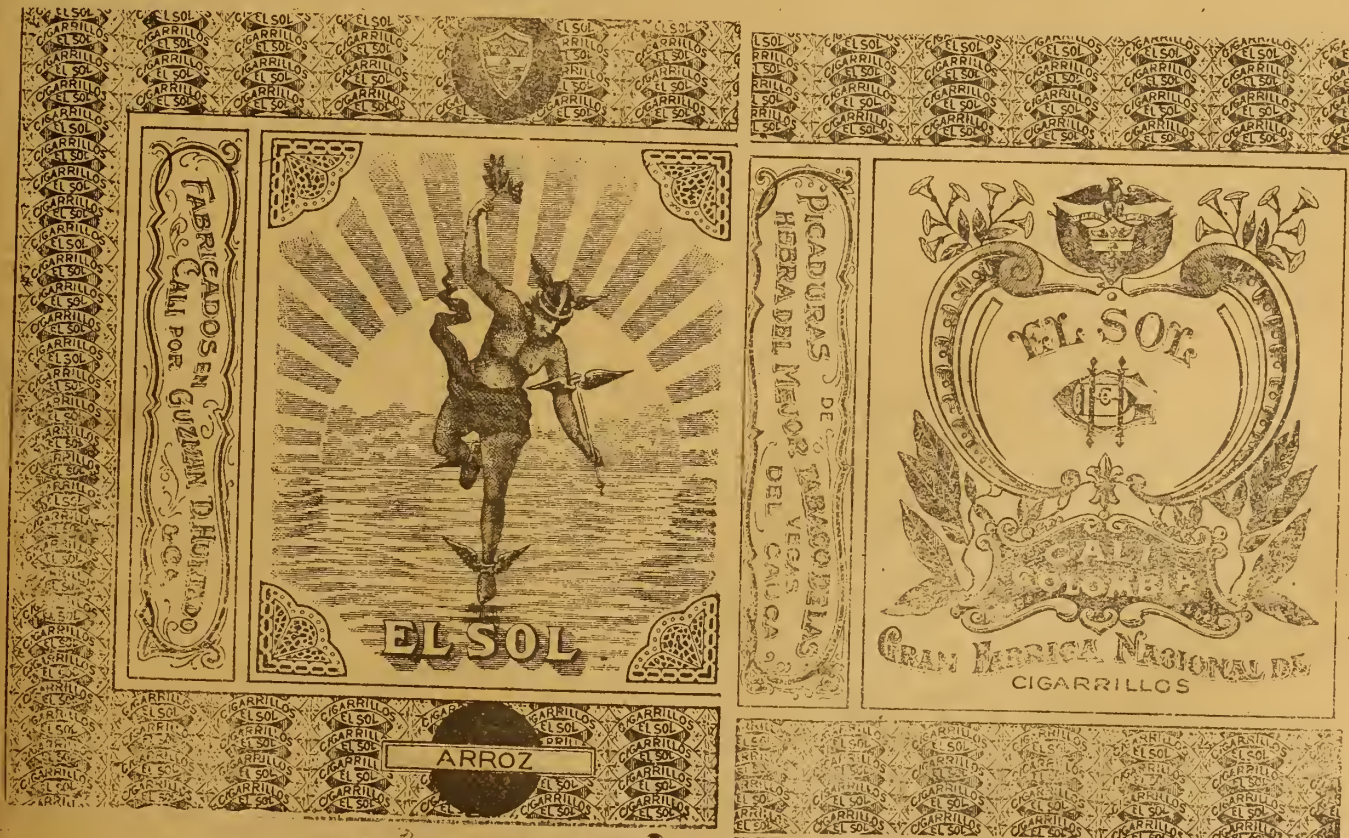 CIGARRILLOS
EL SOL
FABRICADOS EN
CALI POR GUZMAN D. HURTADO
& Co.
EL SOL
ARROZ
PICADURAS DE TABACO DE LAS
HEBRA DEL MEJOR VEGAS
DEL CAUCA
EL SOL
CALI
COLOMBIA
GRAN FABRICA NACIONAL DE
CIGARRILLOS